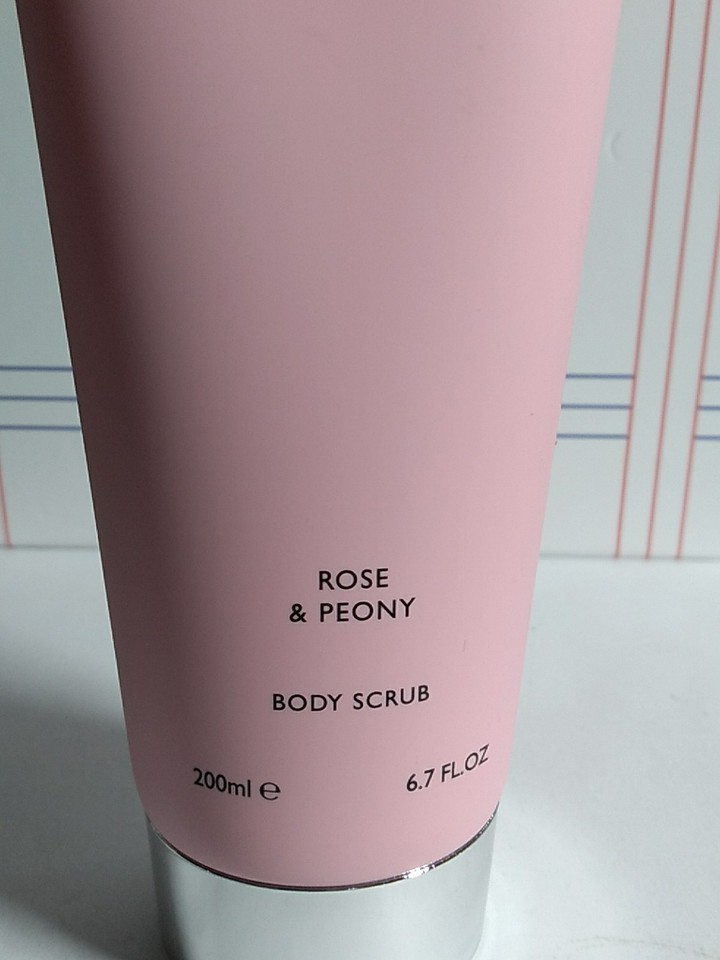 ROSE
& PEONY
BODY SCRUB
200ml ℮ 6.7 FL.OZ